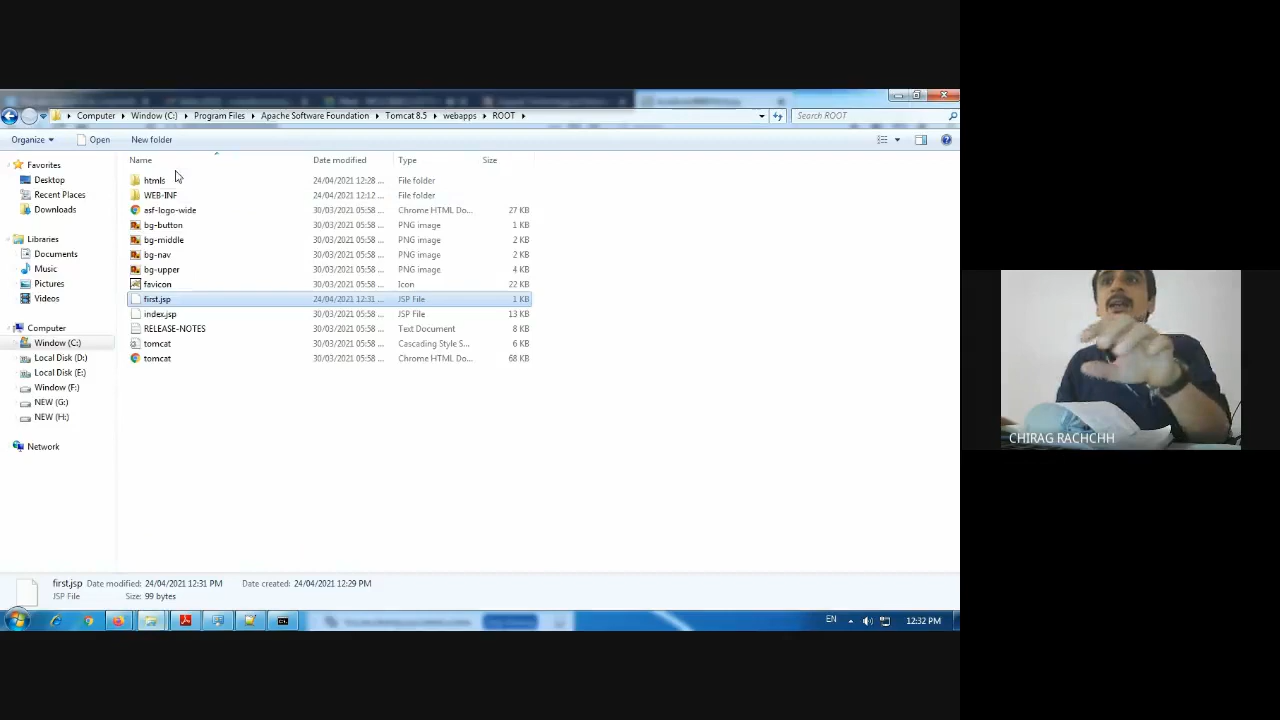 Computer Window (C:) Program Files Apache Software Foundation Tomcat 8.5 webapps ROOT Search ROOT
Organize Open New folder
Name Date modified Type Size
Favorites
Desktop
Recent Places
Downloads
Libraries
Documents
Music
Pictures
Videos
Computer
Window (C:)
Local Disk (D:)
Local Disk (E:)
Window (F:)
NEW (G:)
NEW (H:)
Network
htmls 24/04/2021 12:28 ... File folder
WEB-INF 24/04/2021 12:12 ... File folder
asf-logo-wide 30/03/2021 05:58 ... Chrome HTML Do... 27 KB
bg-button 30/03/2021 05:58 ... PNG image 1 KB
bg-middle 30/03/2021 05:58 ... PNG image 2 KB
bg-nav 30/03/2021 05:58 ... PNG image 2 KB
bg-upper 30/03/2021 05:58 ... PNG image 4 KB
favicon 30/03/2021 05:58 ... Icon 22 KB
first.jsp 24/04/2021 12:31 ... JSP File 1 KB
index.jsp 30/03/2021 05:58 ... JSP File 13 KB
RELEASE-NOTES 30/03/2021 05:58 ... Text Document 8 KB
tomcat 30/03/2021 05:58 ... Cascading Style S... 6 KB
tomcat 30/03/2021 05:58 ... Chrome HTML Do... 68 KB
first.jsp Date modified: 24/04/2021 12:31 PM Date created: 24/04/2021 12:29 PM
JSP File Size: 99 bytes
EN 12:32 PM
CHIRAG RACHCHH